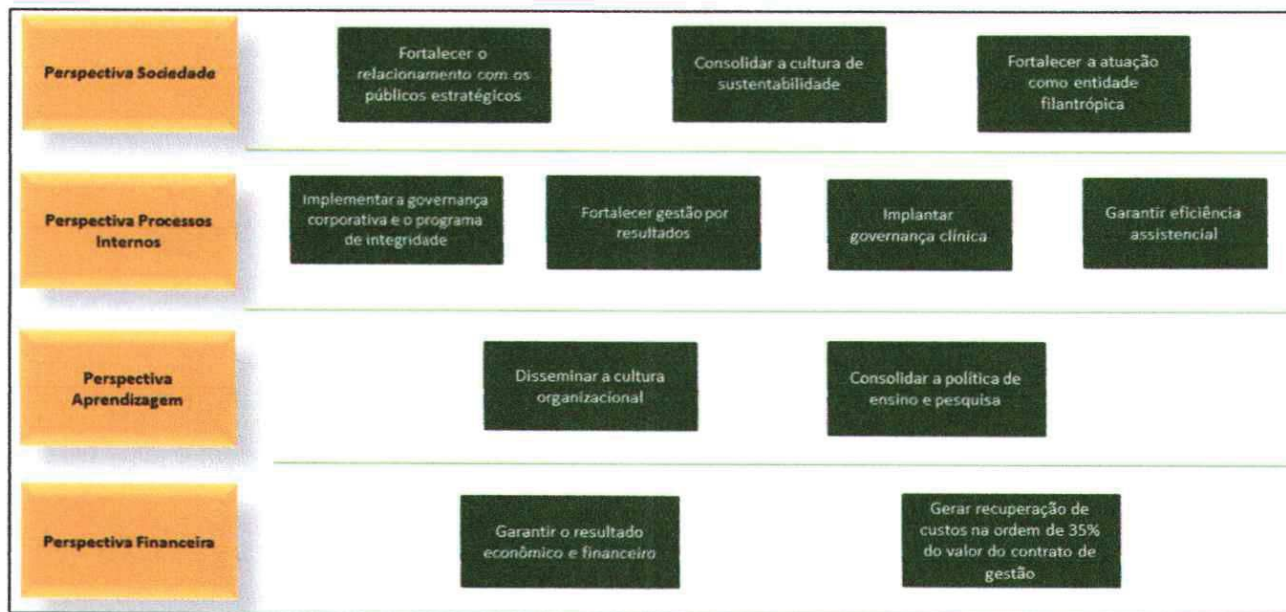 Perspectiva Sociedade
Fortalecer o
relacionamento com os
públicos estratégicos
Consolidar a cultura de
sustentabilidade
Fortalecer a atuação
como entidade
filantrópica
Perspectiva Processos
Internos
Implementar a governança
corporativa e o programa
de integridade
Fortalecer gestão por
resultados
Implantar
governança clínica
Garantir eficiência
assistencial
Perspectiva
Aprendizagem
Disseminar a cultura
organizacional
Consolidar a política de
ensino e pesquisa
Perspectiva Financeira
Garantir o resultado
econômico e financeiro
Gerar recuperação de
custos na ordem de 35%
do valor do contrato de
gestão